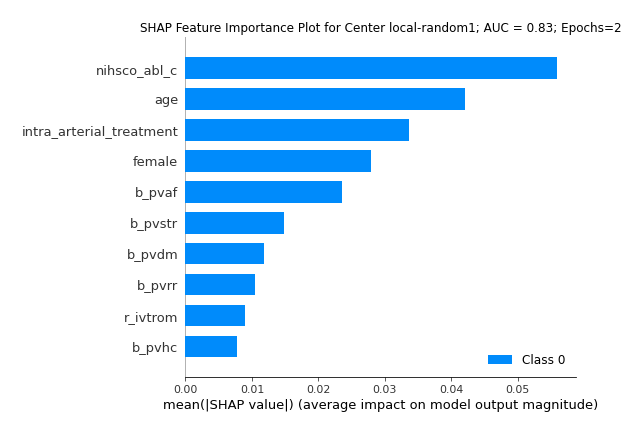 SHAP Feature Importance Plot for Center local-random1; AUC = 0.83; Epochs=2
nihsco_abl_c
age
intra_arterial_treatment
female
b_pvaf
b_pvstr
b_pvdm
b_pvrr
r_ivtrom
b_pvhc
Class 0
0.00 0.01 0.02 0.03 0.04 0.05
mean(|SHAP value|) (average impact on model output magnitude)